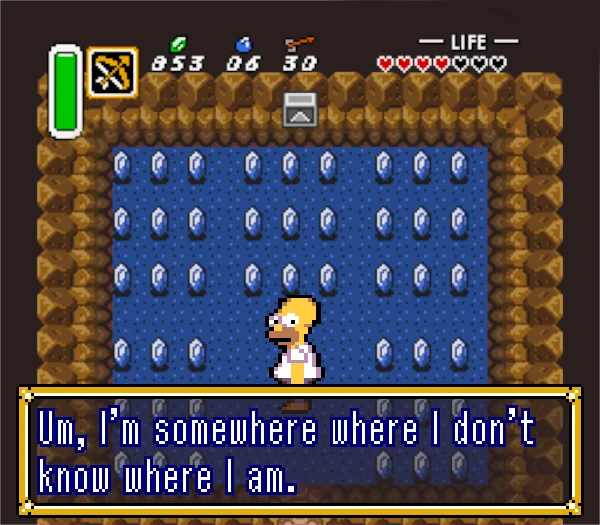 — LIFE —
853 06 30
Um, I'm somewhere where I don't
know where I am.